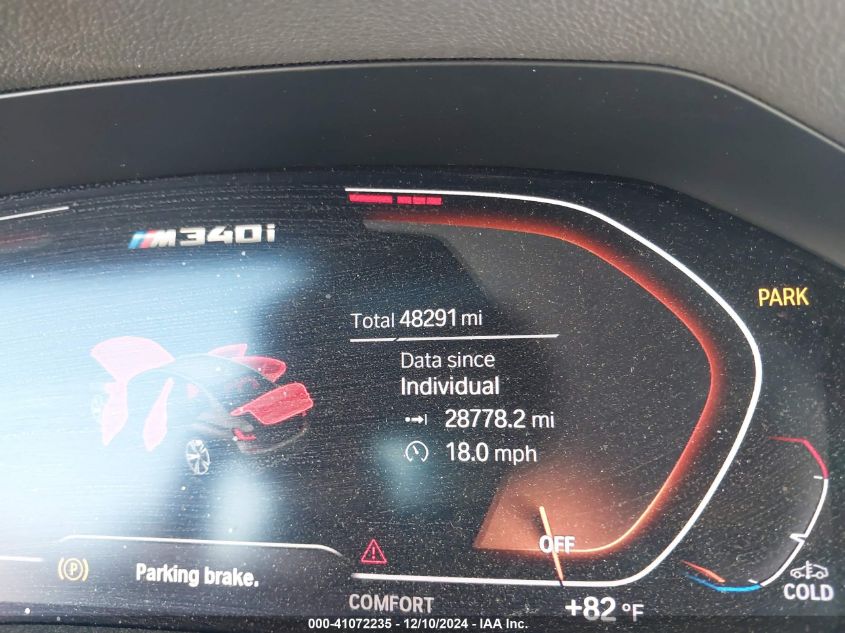 M340i
PARK
Total 48291 mi
Data since
Individual
28778.2 mi
18.0 mph
OFF
P
Parking brake.
COMFORT
+82 °F
COLD
000-41072235 - 12/10/2024 - IAA Inc.